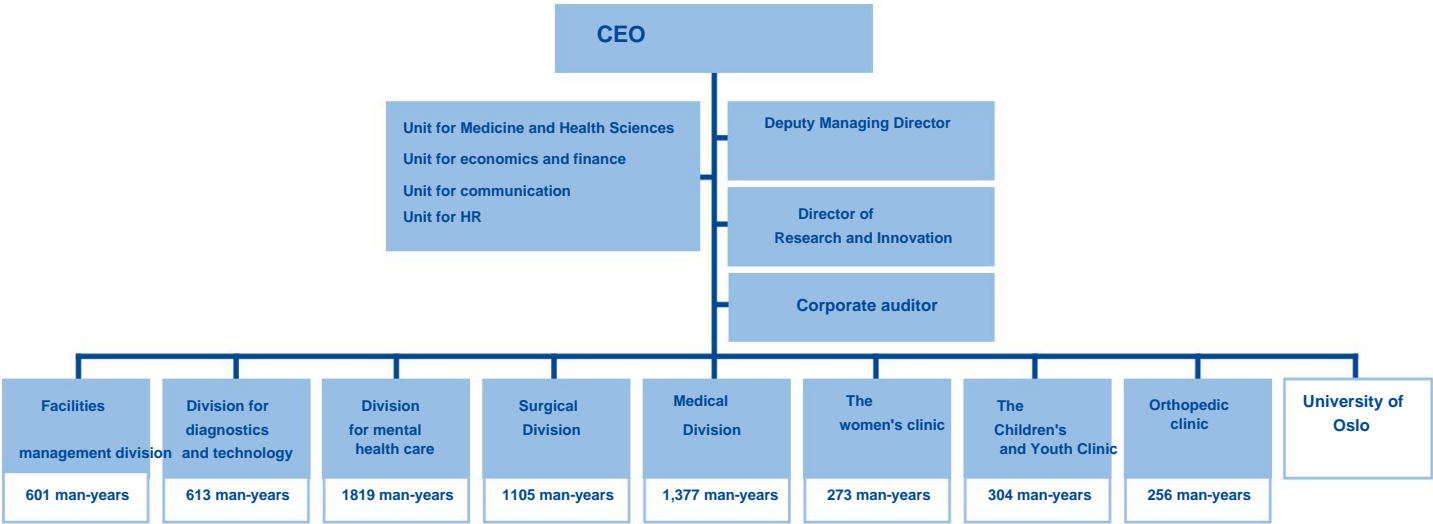 CEO
Unit for Medicine and Health Sciences
Unit for economics and finance
Unit for communication
Unit for HR
Deputy Managing Director
Director of
Research and Innovation
Corporate auditor
Facilities
management division
601 man-years
Division for
diagnostics
and technology
613 man-years
Division
for mental
health care
1819 man-years
Surgical
Division
1105 man-years
Medical
Division
1,377 man-years
The
women's clinic
273 man-years
The
Children's
and Youth Clinic
304 man-years
Orthopedic
clinic
256 man-years
University of
Oslo